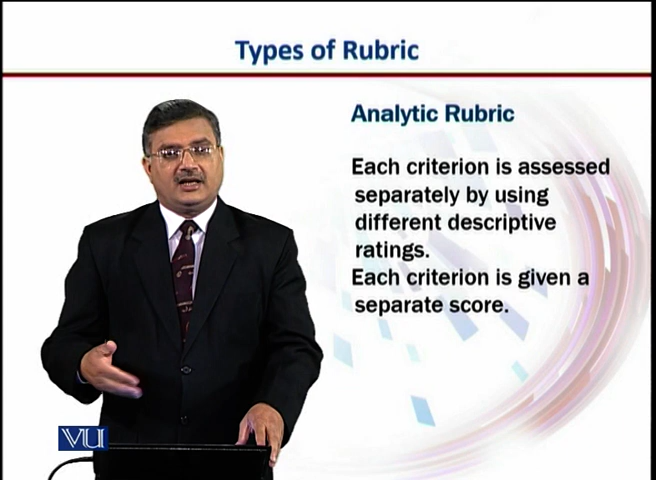 Types of Rubric
Analytic Rubric
Each criterion is assessed
separately by using
different descriptive
ratings.
Each criterion is given a
separate score.
VU